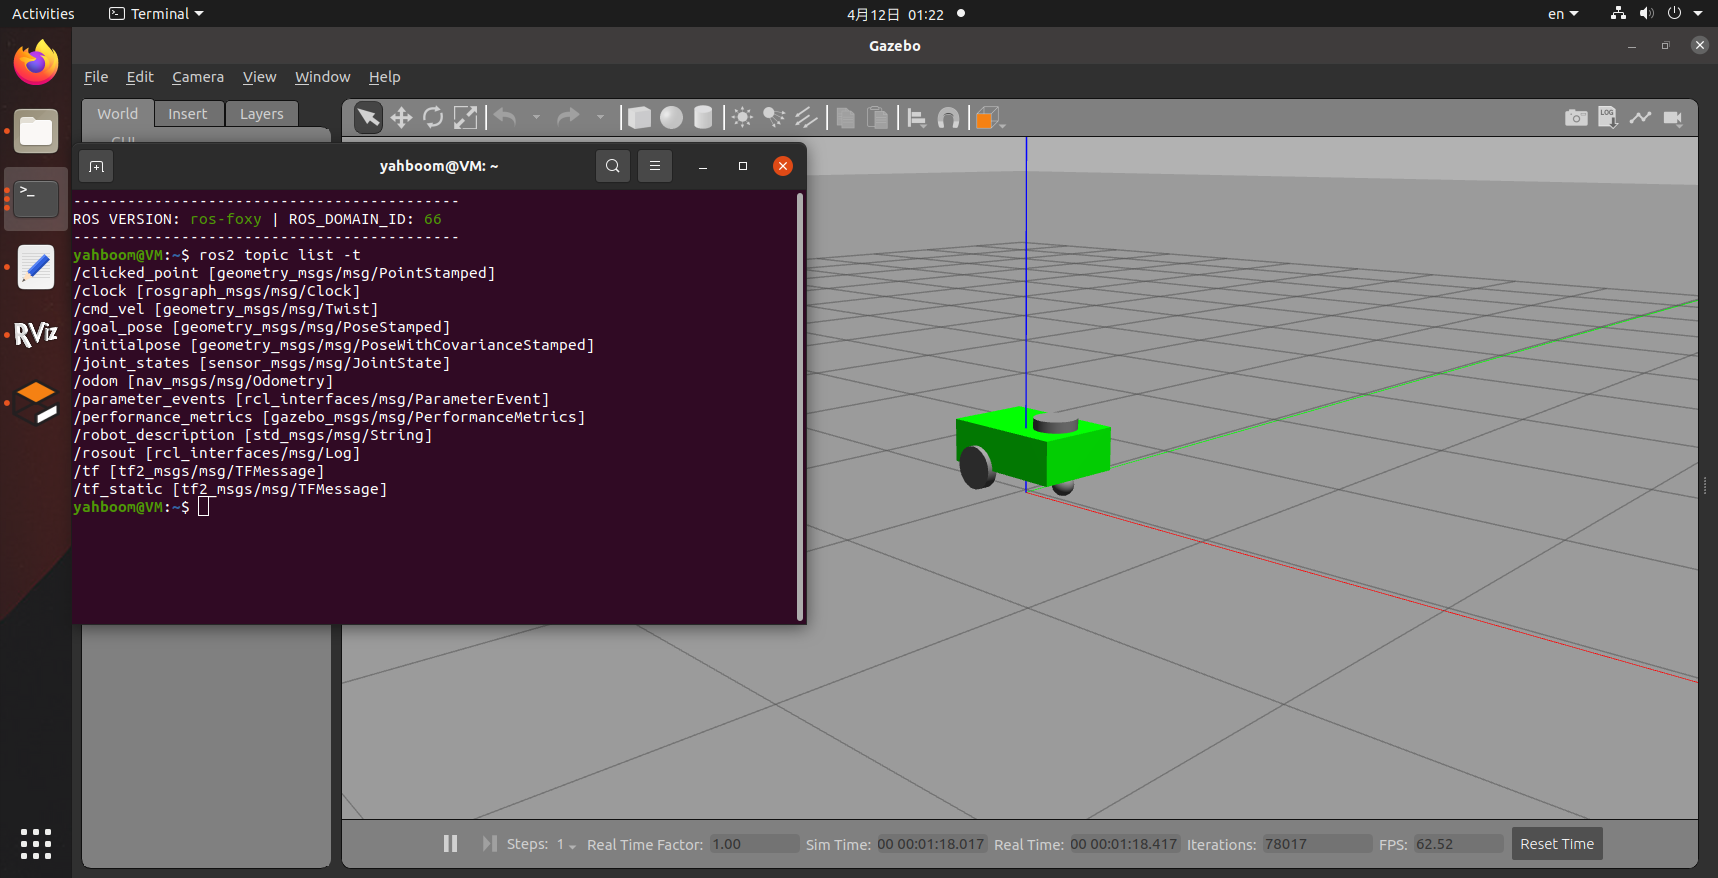 Activities
Terminal
4月12日 01:22
en
Gazebo
File Edit Camera View Window Help
World Insert Layers
LOG
yahboom@VM: ~
-------------------------------------------
ROS VERSION: ros-foxy | ROS_DOMAIN_ID: 66
-------------------------------------------
yahboom@VM:~$ ros2 topic list -t
/clicked_point [geometry_msgs/msg/PointStamped]
/clock [rosgraph_msgs/msg/Clock]
/cmd_vel [geometry_msgs/msg/Twist]
/goal_pose [geometry_msgs/msg/PoseStamped]
/initialpose [geometry_msgs/msg/PoseWithCovarianceStamped]
/joint_states [sensor_msgs/msg/JointState]
/odom [nav_msgs/msg/Odometry]
/parameter_events [rcl_interfaces/msg/ParameterEvent]
/performance_metrics [gazebo_msgs/msg/PerformanceMetrics]
/robot_description [std_msgs/msg/String]
/rosout [rcl_interfaces/msg/Log]
/tf [tf2_msgs/msg/TFMessage]
/tf_static [tf2_msgs/msg/TFMessage]
yahboom@VM:~$
>_
RViz
Steps: 1 Real Time Factor: 1.00 Sim Time: 00 00:01:18.017 Real Time: 00 00:01:18.417 Iterations: 78017 FPS: 62.52 Reset Time